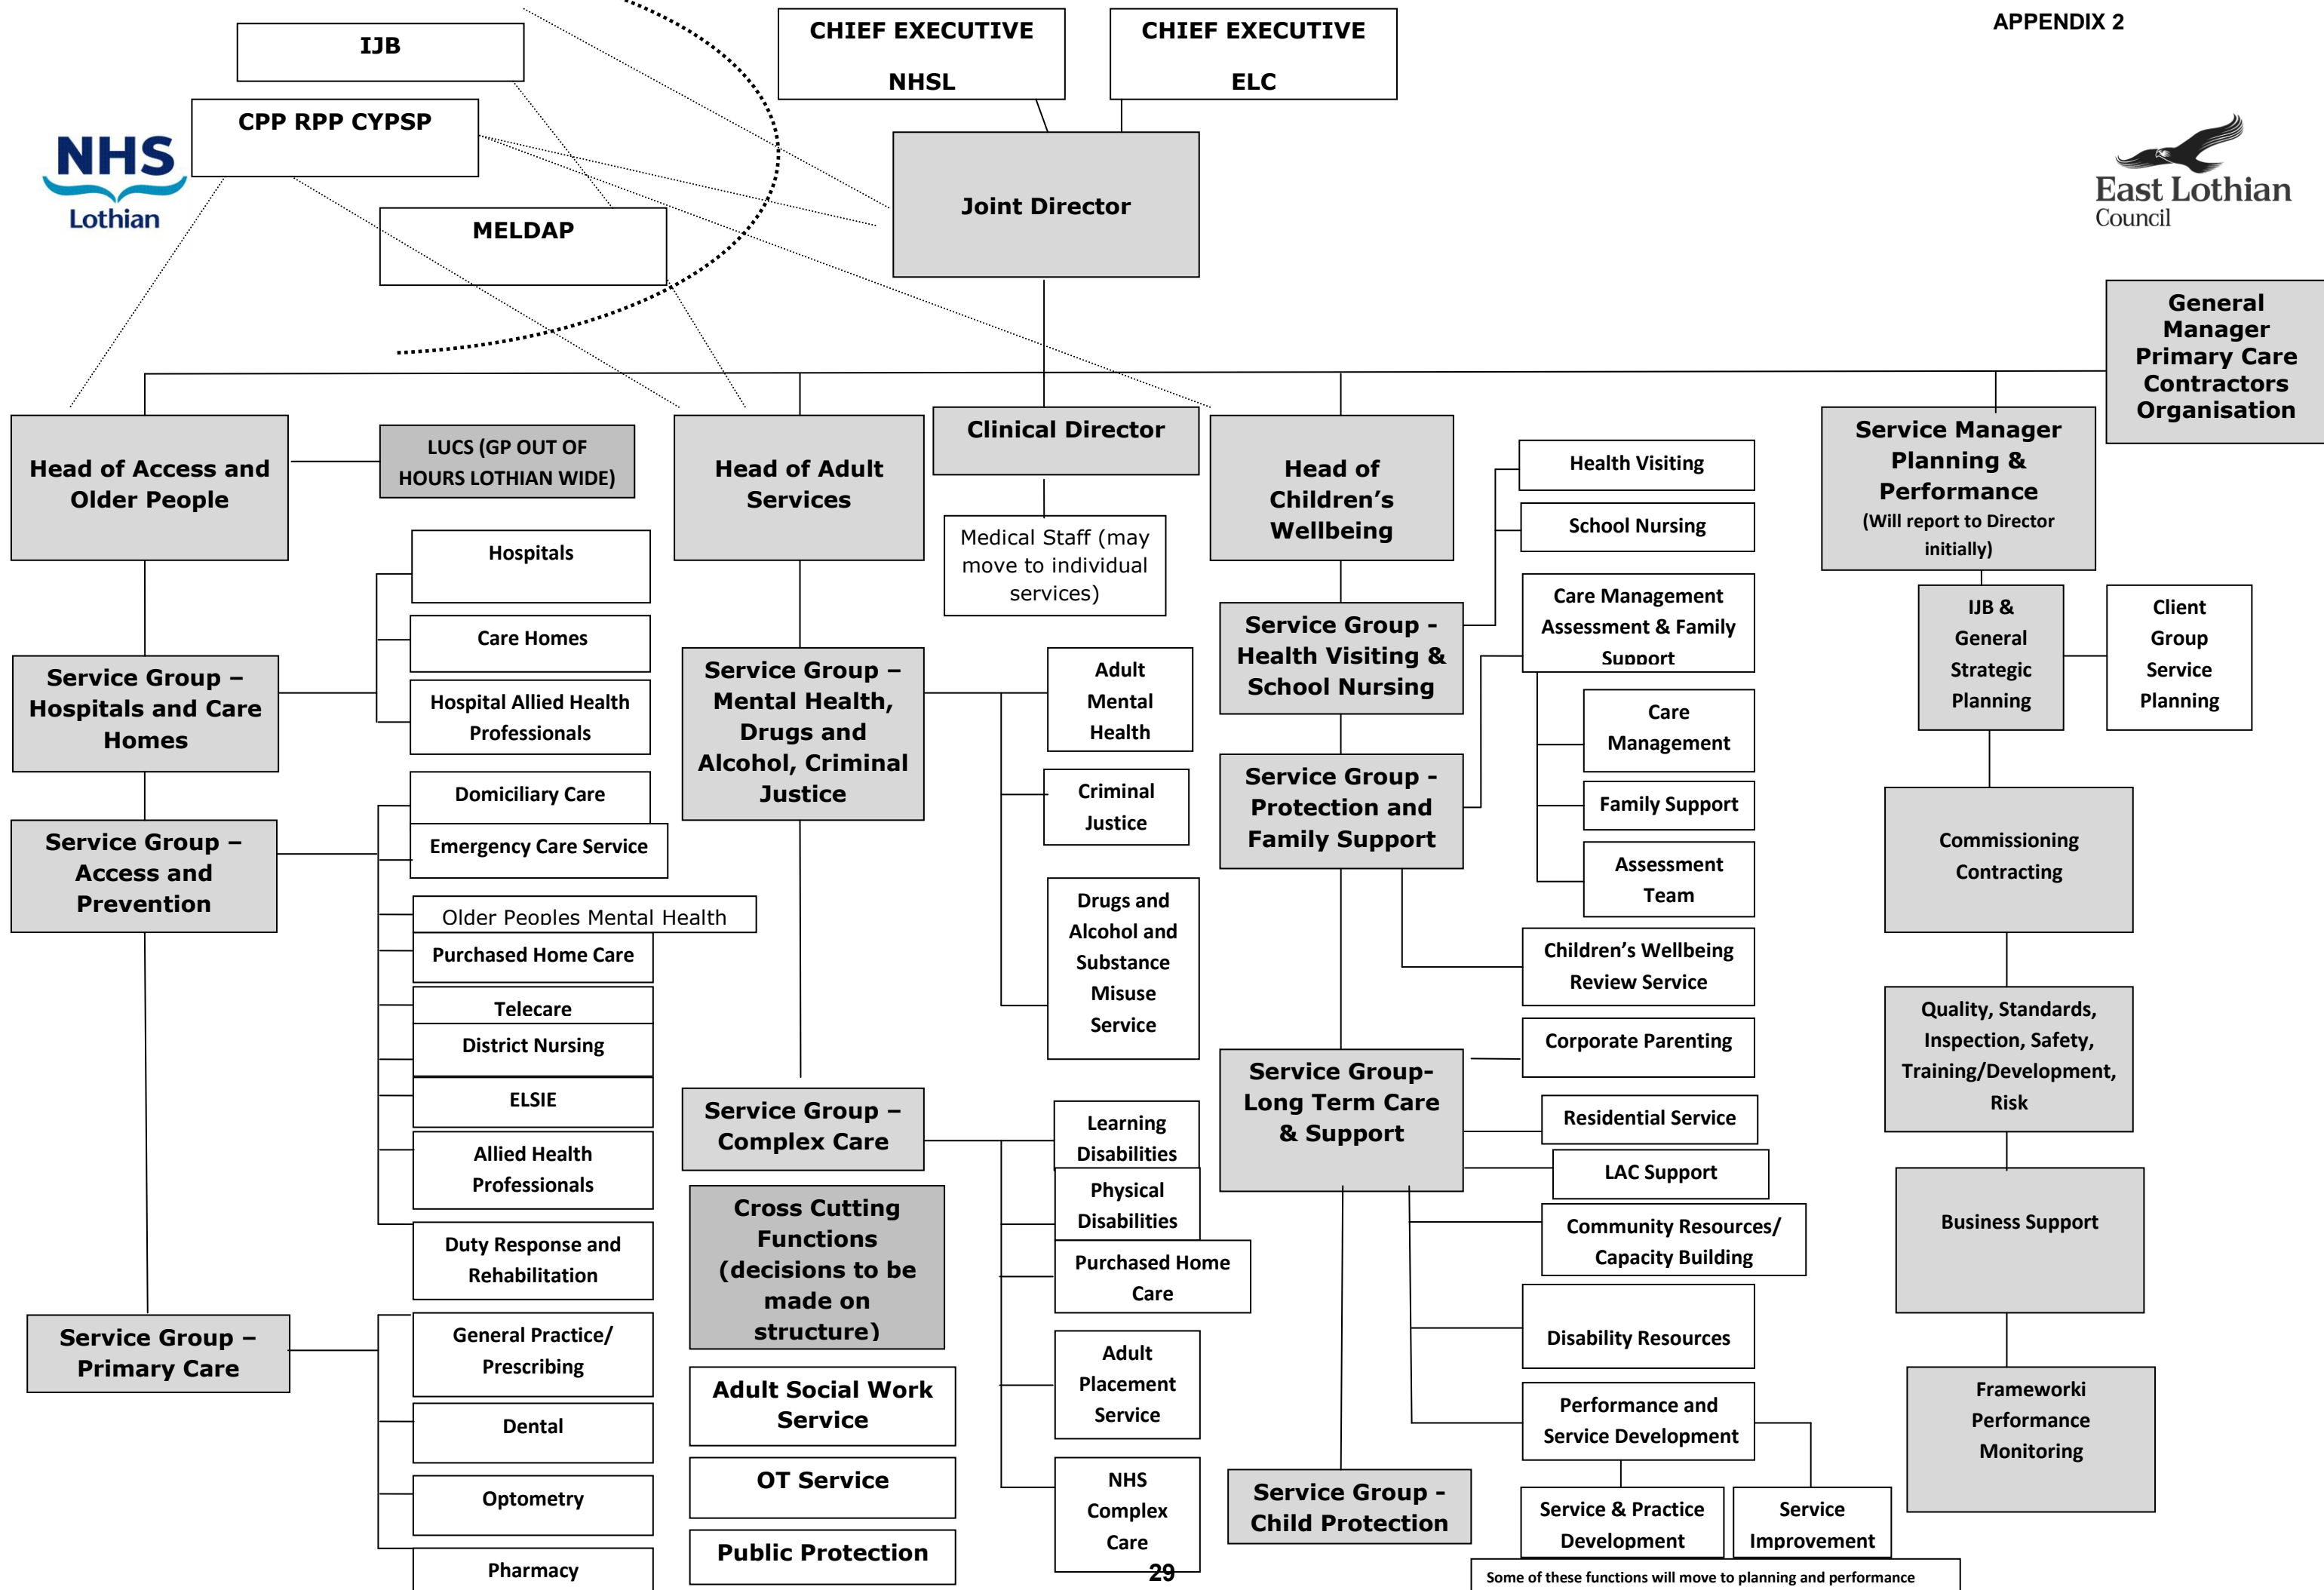 APPENDIX 2
IJB
CHIEF EXECUTIVE
NHSL
CHIEF EXECUTIVE
ELC
CPP RPP CYPSP
NHS
Lothian
East Lothian
Council
MELDAP
Joint Director
General
Manager
Primary Care
Contractors
Organisation
Head of Access and
Older People
LUCS (GP OUT OF
HOURS LOTHIAN WIDE)
Hospitals
Care Homes
Hospital Allied Health
Professionals
Service Group –
Hospitals and Care
Homes
Domiciliary Care
Emergency Care Service
Older Peoples Mental Health
Purchased Home Care
Telecare
District Nursing
ELSIE
Allied Health
Professionals
Duty Response and
Rehabilitation
Service Group –
Access and
Prevention
General Practice/
Prescribing
Dental
Optometry
Pharmacy
Service Group –
Primary Care
Head of Adult
Services
Service Group –
Mental Health,
Drugs and
Alcohol, Criminal
Justice
Adult
Mental
Health
Criminal
Justice
Drugs and
Alcohol and
Substance
Misuse
Service
Service Group –
Complex Care
Learning
Disabilities
Physical
Disabilities
Purchased Home
Care
Adult
Placement
Service
NHS
Complex
Care
Cross Cutting
Functions
(decisions to be
made on
structure)
Adult Social Work
Service
OT Service
Public Protection
Clinical Director
Medical Staff (may
move to individual
services)
Head of
Children’s
Wellbeing
Service Group -
Health Visiting &
School Nursing
Health Visiting
School Nursing
Service Group -
Protection and
Family Support
Care Management
Assessment & Family
Support
Care
Management
Family Support
Assessment
Team
Children’s Wellbeing
Review Service
Service Group-
Long Term Care
& Support
Corporate Parenting
Residential Service
LAC Support
Community Resources/
Capacity Building
Disability Resources
Performance and
Service Development
Service & Practice
Development
Service
Improvement
Service Group -
Child Protection
Some of these functions will move to planning and performance
Service Manager
Planning &
Performance
(Will report to Director
initially)
IJB &
General
Strategic
Planning
Client
Group
Service
Planning
Commissioning
Contracting
Quality, Standards,
Inspection, Safety,
Training/Development,
Risk
Business Support
Frameworki
Performance
Monitoring
29